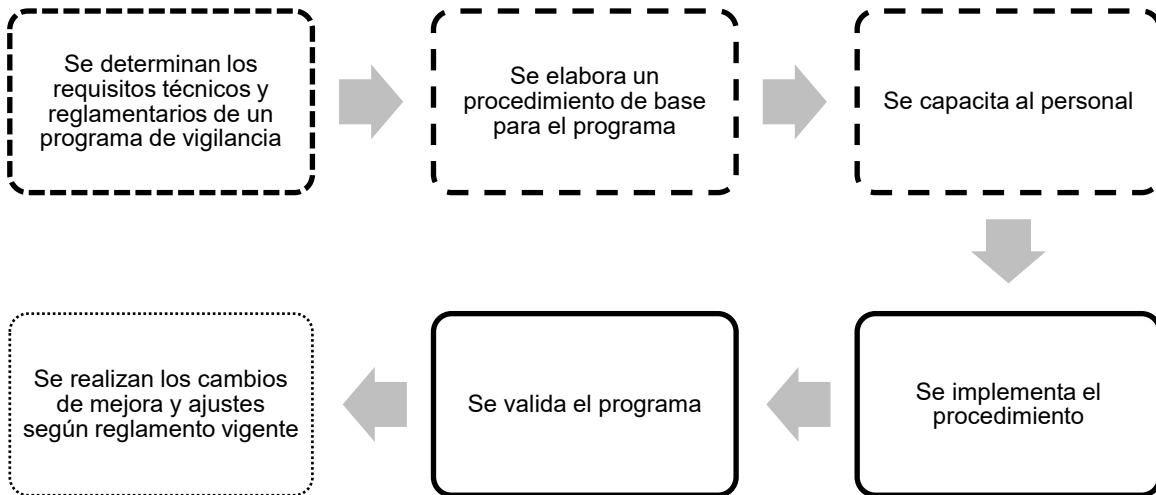 Se determinan los
requisitos técnicos y
reglamentarios de un
programa de vigilancia
Se elabora un
procedimiento de base
para el programa
Se capacita al personal
Se implementa el
procedimiento
Se valida el programa
Se realizan los cambios
de mejora y ajustes
según reglamento vigente